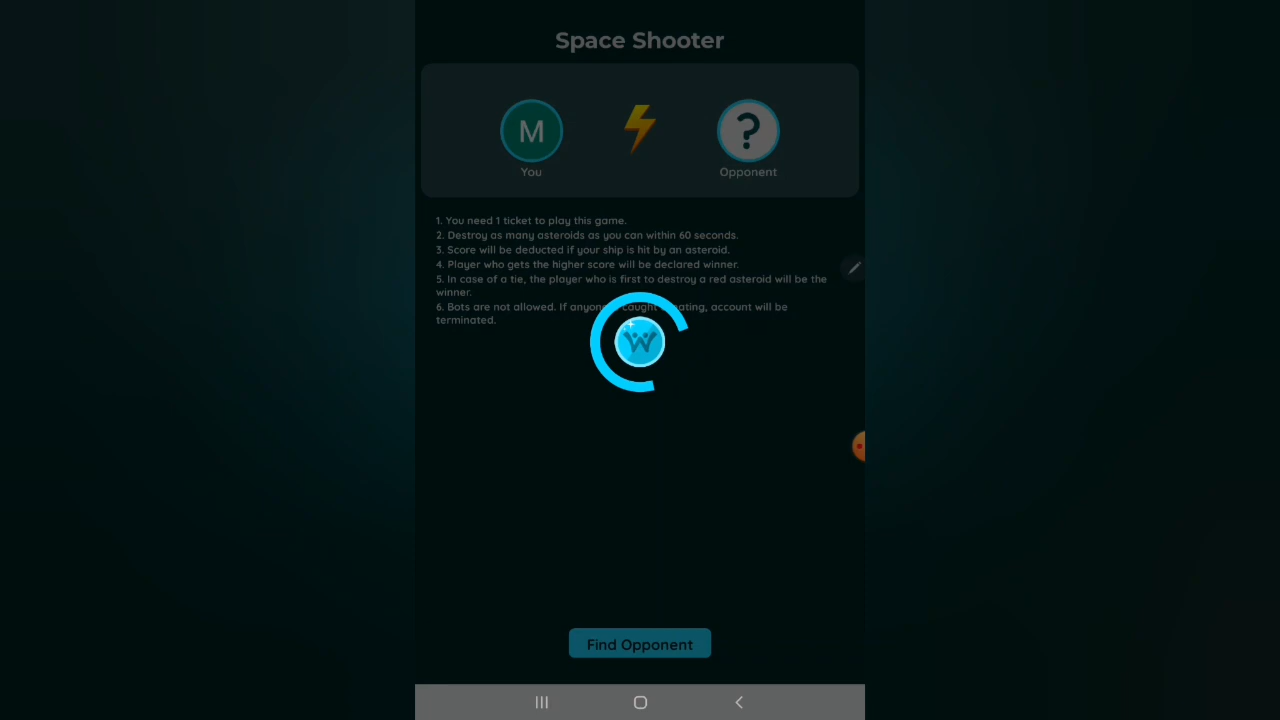 Space Shooter
M
?
You
Opponent
1. You need 1 ticket to play this game.
2. Destroy as many asteroids as you can within 60 seconds.
3. Score will be deducted if your ship is hit by an asteroid.
4. Player who gets the higher score will be declared winner.
5. In case of a tie, the player who is first to destroy a red asteroid will be the
winner.
6. Bots are not allowed. If anyone caught eating, account will be
terminated.
W
Find Opponent